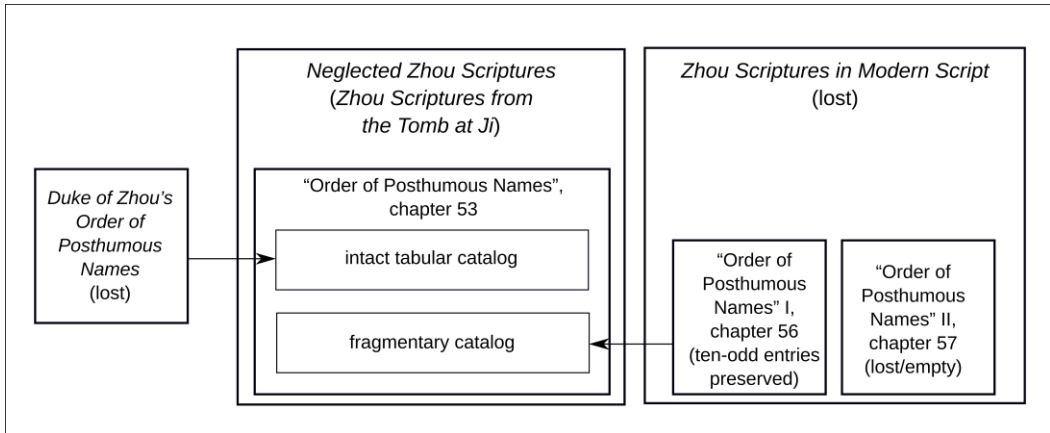 Neglected Zhou Scriptures
(Zhou Scriptures from
the Tomb at Ji)
Zhou Scriptures in Modern Script
(lost)
Duke of Zhou's
Order of
Posthumous
Names
(lost)
“Order of Posthumous Names”,
chapter 53
intact tabular catalog
fragmentary catalog
“Order of
Posthumous
Names” I,
chapter 56
(ten-odd entries
preserved)
“Order of
Posthumous
Names” II,
chapter 57
(lost/empty)